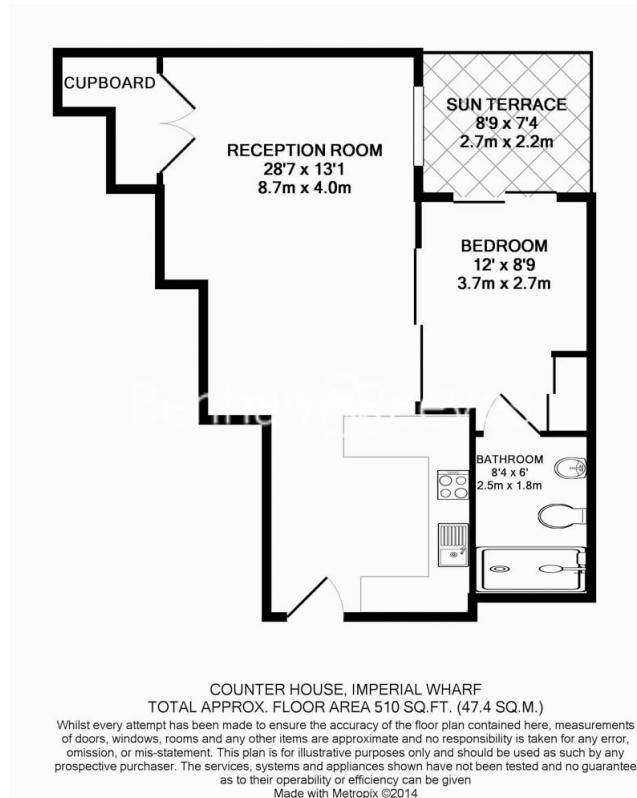 CUPBOARD
SUN TERRACE
8'9 x 7'4
2.7m x 2.2m
RECEPTION ROOM
28'7 x 13'1
8.7m x 4.0m
BEDROOM
12' x 8'9
3.7m x 2.7m
BATHROOM
8'4 x 6'
2.5m x 1.8m
COUNTER HOUSE, IMPERIAL WHARF
TOTAL APPROX. FLOOR AREA 510 SQ.FT. (47.4 SQ.M.)
Whilst every attempt has been made to ensure the accuracy of the floor plan contained here, measurements
of doors, windows, rooms and any other items are approximate and no responsibility is taken for any error,
omission, or mis-statement. This plan is for illustrative purposes only and should be used as such by any
prospective purchaser. The services, systems and appliances shown have not been tested and no guarantee
as to their operability or efficiency can be given
Made with Metropix ©2014